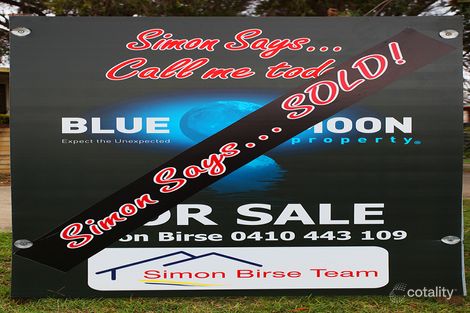 Simon Says...
Call me tod
BLUE MOON
Expect the Unexpected
property
Simon Says... SOLD!
FOR SALE
Simon Birse 0410 443 109
Simon Birse Team
cotality